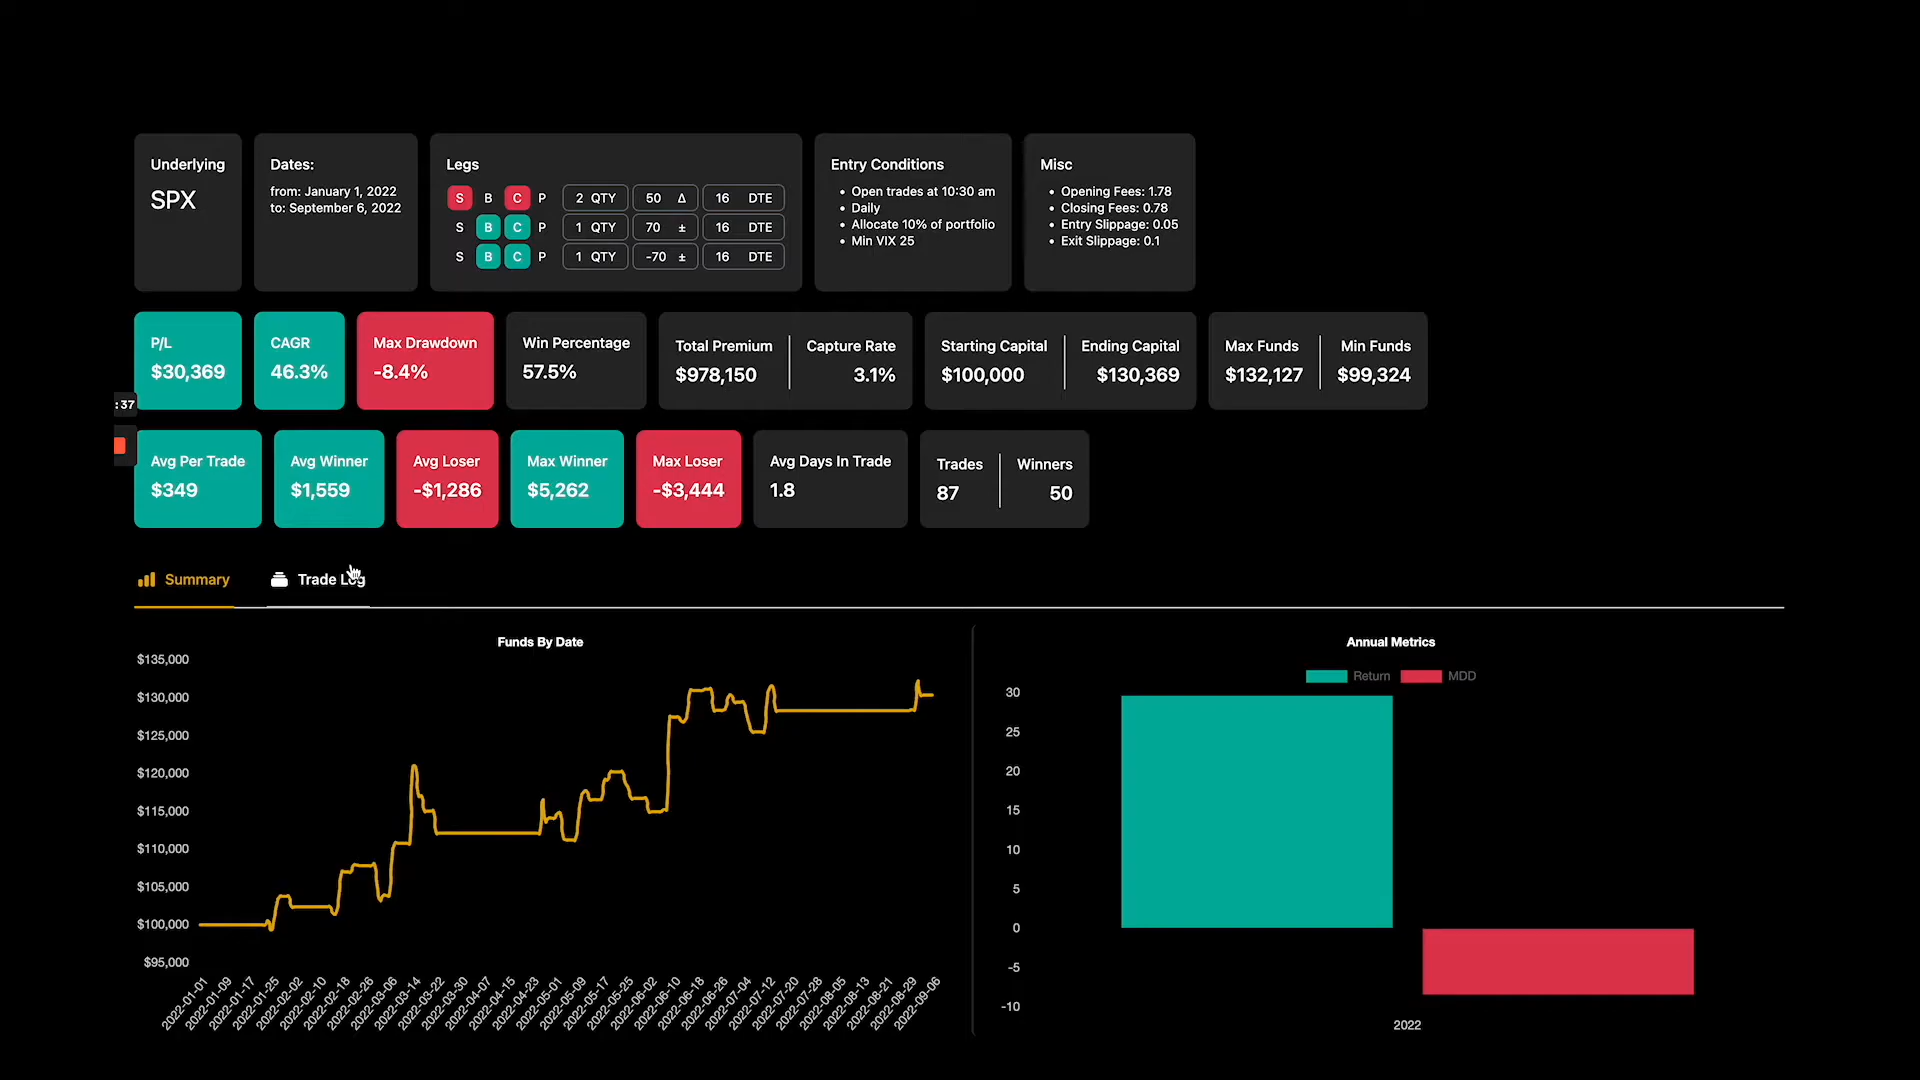 Underlying
SPX
Dates:
from: January 1, 2022
to: September 6, 2022
Legs
S B C P 2 QTY 50 Δ 16 DTE
S B C P 1 QTY 70 ± 16 DTE
S B C P 1 QTY -70 ± 16 DTE
Entry Conditions
• Open trades at 10:30 am
• Daily
• Allocate 10% of portfolio
• Min VIX 25
Misc
• Opening Fees: 1.78
• Closing Fees: 0.78
• Entry Slippage: 0.05
• Exit Slippage: 0.1
P/L
$30,369
CAGR
46.3%
Max Drawdown
-8.4%
Win Percentage
57.5%
Total Premium
$978,150
Capture Rate
3.1%
Starting Capital
$100,000
Ending Capital
$130,369
Max Funds
$132,127
Min Funds
$99,324
:37
Avg Per Trade
$349
Avg Winner
$1,559
Avg Loser
-$1,286
Max Winner
$5,262
Max Loser
-$3,444
Avg Days In Trade
1.8
Trades
87
Winners
50
Summary
Trade Log
Funds By Date
$135,000
$130,000
$125,000
$120,000
$115,000
$110,000
$105,000
$100,000
$95,000
2022-01-01
2022-01-09
2022-01-17
2022-01-25
2022-02-02
2022-02-10
2022-02-18
2022-02-26
2022-03-06
2022-03-14
2022-03-22
2022-03-30
2022-04-07
2022-04-15
2022-04-23
2022-05-01
2022-05-09
2022-05-17
2022-05-25
2022-06-02
2022-06-10
2022-06-18
2022-06-26
2022-07-04
2022-07-12
2022-07-20
2022-07-28
2022-08-05
2022-08-13
2022-08-21
2022-08-29
2022-09-06
Annual Metrics
Return MDD
30
25
20
15
10
5
0
-5
-10
2022